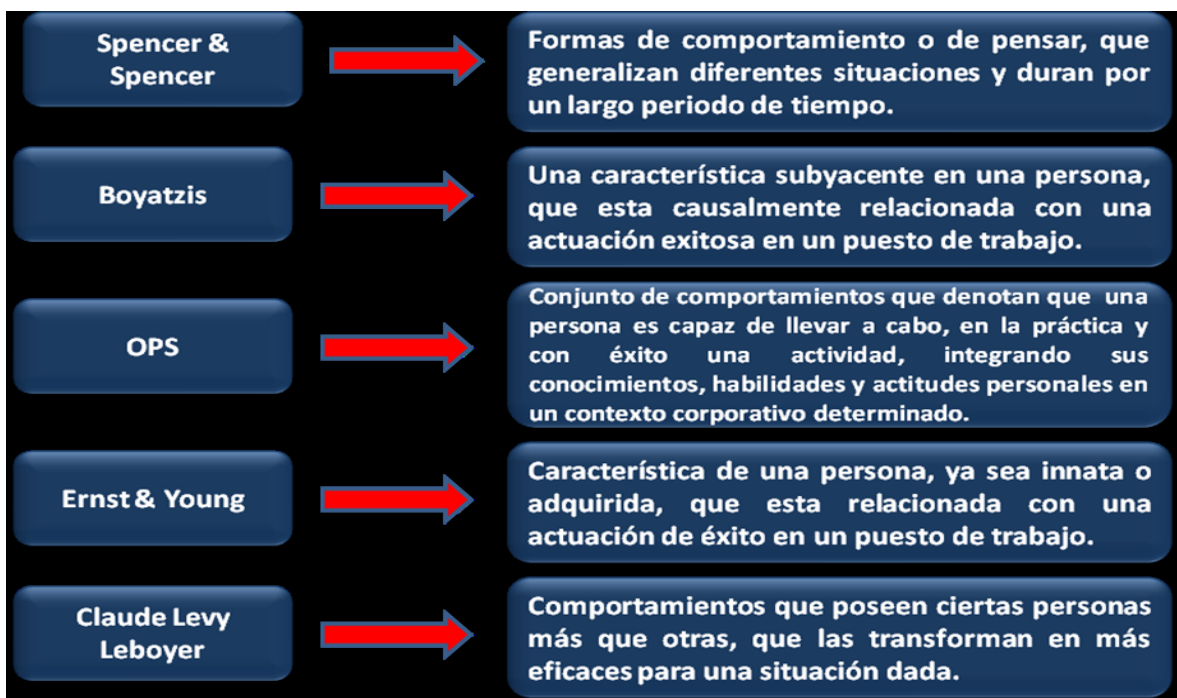 Spencer &
Spencer
Formas de comportamiento o de pensar, que
generalizan diferentes situaciones y duran por
un largo periodo de tiempo.
Boyatzis
Una característica subyacente en una persona,
que esta causalmente relacionada con una
actuación exitosa en un puesto de trabajo.
OPS
Conjunto de comportamientos que denotan que una
persona es capaz de llevar a cabo, en la práctica y
con éxito una actividad, integrando sus
conocimientos, habilidades y actitudes personales en
un contexto corporativo determinado.
Ernst & Young
Característica de una persona, ya sea innata o
adquirida, que esta relacionada con una
actuación de éxito en un puesto de trabajo.
Claude Levy
Leboyer
Comportamientos que poseen ciertas personas
más que otras, que las transforman en más
eficaces para una situación dada.